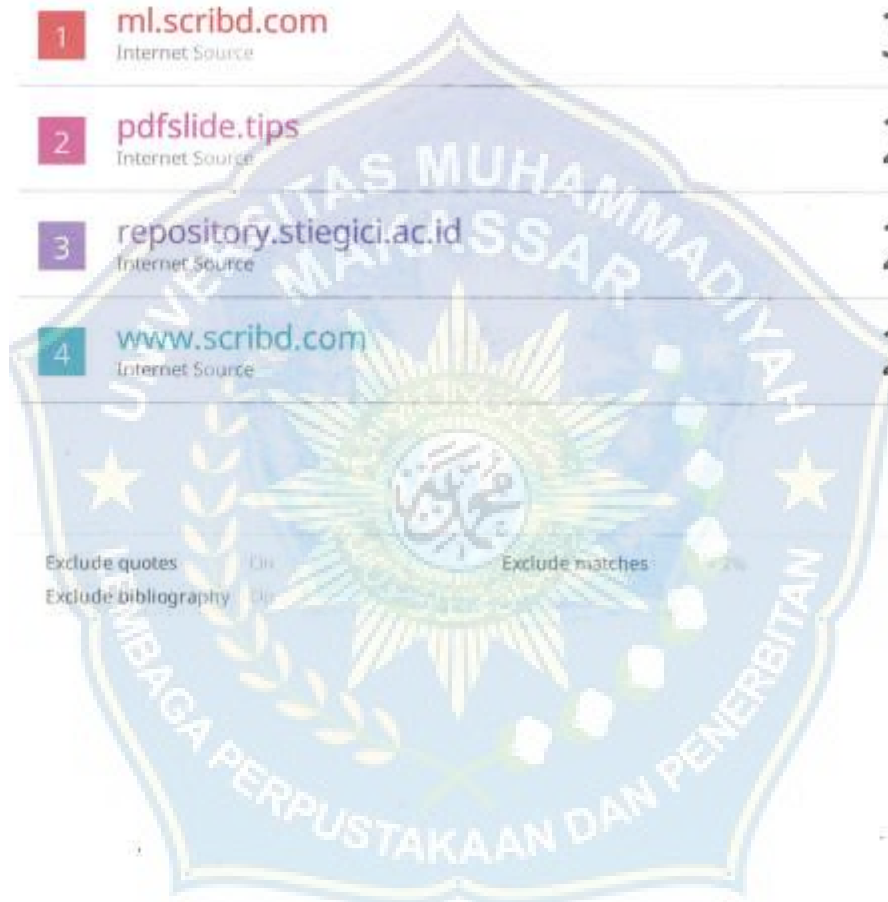 1 ml.scribd.com
Internet Source
2 pdfslide.tips
Internet Source
3 repository.stiegici.ac.id
Internet Source
4 www.scribd.com
Internet Source
UNIVERSITAS MUHAMMADIYAH
MAKASSAR
Exclude quotes On Exclude matches < 2%
Exclude bibliography On
LEMBAGA PERPUSTAKAAN DAN PENERBITAN